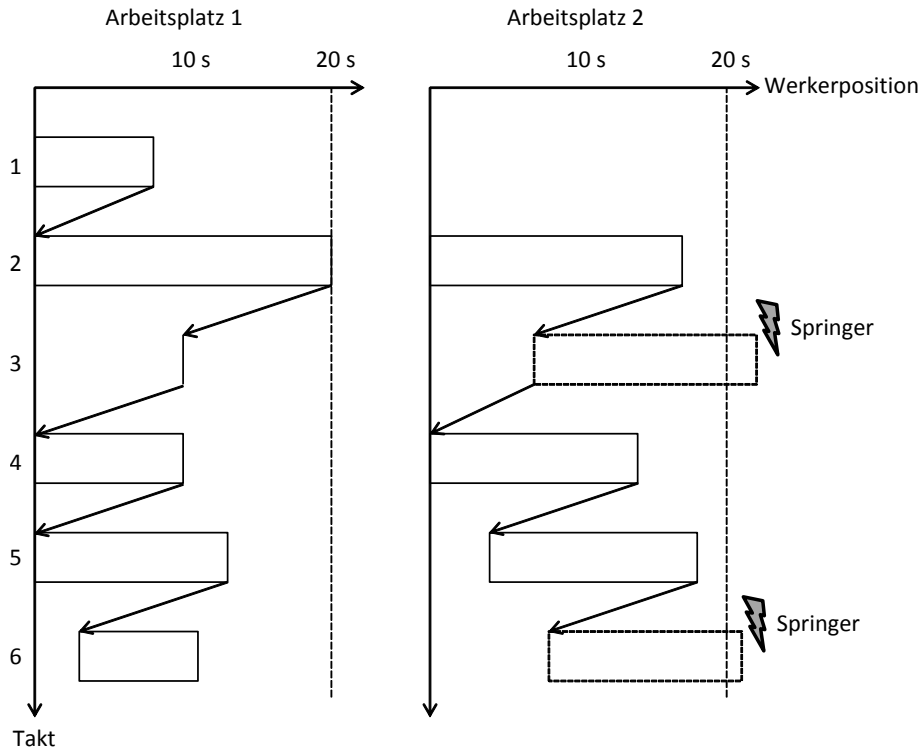 Arbeitsplatz 1 Arbeitsplatz 2
10 s 20 s 10 s 20 s
Werkerposition
1
2
Springer
3
4
5
Springer
6
Takt